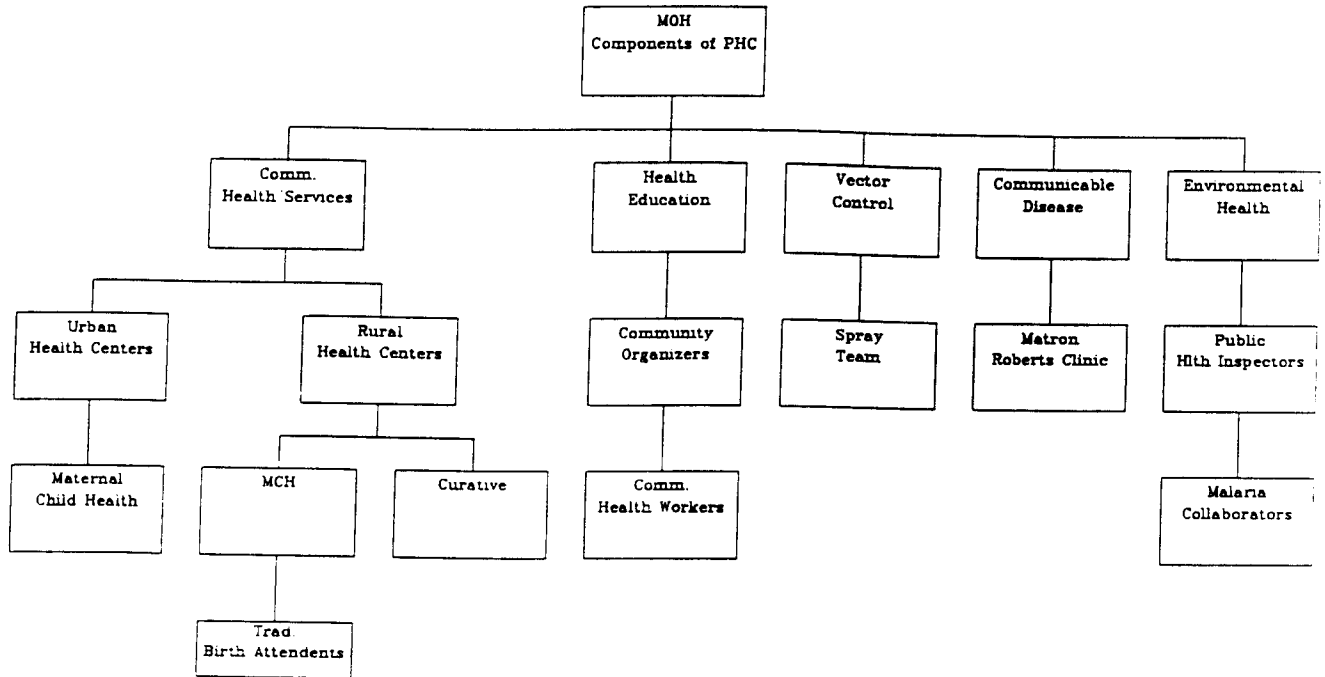 MOH
Components of PHC
Comm.
Health Services
Health
Education
Vector
Control
Communicable
Disease
Environmental
Health
Urban
Health Centers
Rural
Health Centers
Community
Organizers
Spray
Team
Matron
Roberts Clinic
Public
Hlth Inspectors
Maternal
Child Health
MCH
Curative
Comm.
Health Workers
Malaria
Collaborators
Trad.
Birth Attendents